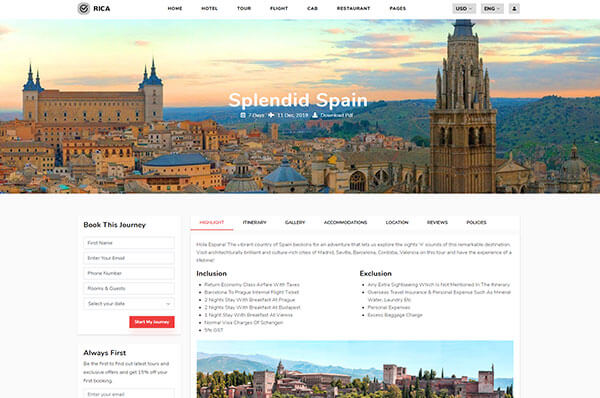 RICA
HOME HOTEL TOUR FLIGHT CAB RESTAURANT PAGES
USD ENG
Splendid Spain
7 Days 11 Dec, 2019 Download Pdf
Book This Journey
First Name
Enter Your Email
Phone Number
Rooms & Guests
Select your date
Start My Journey
Always First
Be the first to find out latest tours and
exclusive offers and get 15% off your
first booking.
Enter your email
HIGHLIGHT ITINERARY GALLERY ACCOMMODATIONS LOCATION REVIEWS POLICIES
Hola Espana! The vibrant country of Spain beckons for an adventure that lets us explore the sights 'n' sounds of this remarkable destination.
Visit architecturally brilliant and culture-rich cities of Madrid, Seville, Barcelona, Cordoba, Valencia on this tour and have the experience of a
lifetime!
Inclusion
Return Economy Class Airfare With Taxes
Barcelona To Prague Internal Flight Ticket
2 Nights Stay With Breakfast At Prague
2 Nights Stay With Breakfast At Budapest
1 Night Stay With Breakfast At Vienna
Normal Visa Charges Of Schengen
5% GST
Exclusion
Any Extra Sightseeing Which Is Not Mentioned In The Itinerary
Overseas Travel Insurance & Personal Expense Such As Mineral
Water, Laundry Etc
Personal Expenses
Excess Baggage Charge